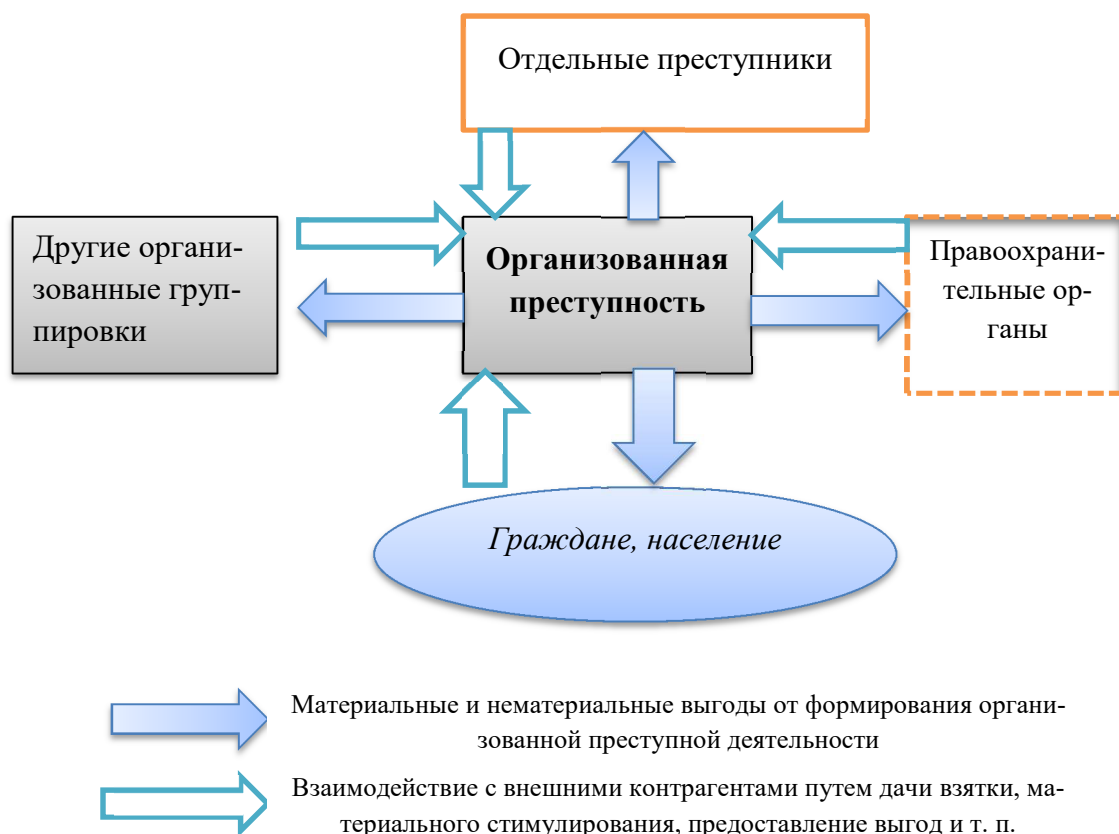 Отдельные преступники
Другие органи-
зованные груп-
пировки
Организованная
преступность
Правоохрани-
тельные ор-
ганы
Граждане, население
Материальные и нематериальные выгоды от формирования органи-
зованной преступной деятельности
Взаимодействие с внешними контрагентами путем дачи взятки, ма-
териального стимулирования, предоставление выгод и т. п.